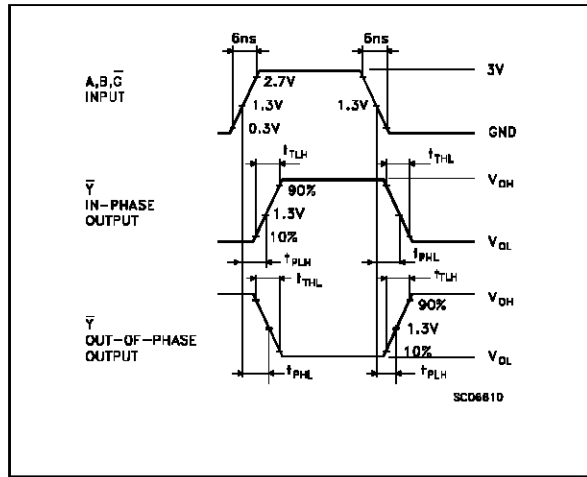 6ns 6ns
A,B,G̅
INPUT
2.7V
1.3V
0.3V
1.3V
3V
GND
tTLH tTHL
Y̅
IN-PHASE
OUTPUT
90%
1.3V
10%
VOH
VOL
tPLH tPHL
tTHL tTLH
Y̅
OUT-OF-PHASE
OUTPUT
90%
1.3V
10%
VOH
VOL
tPHL tPLH
SC06610